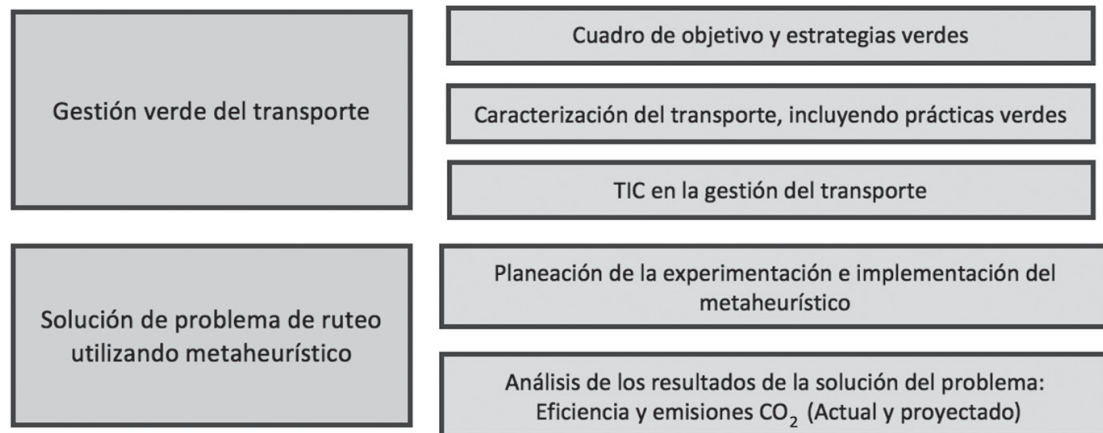 Gestión verde del transporte
Cuadro de objetivo y estrategias verdes
Caracterización del transporte, incluyendo prácticas verdes
TIC en la gestión del transporte
Solución de problema de ruteo
utilizando metaheurístico
Planeación de la experimentación e implementación del
metaheurístico
Análisis de los resultados de la solución del problema:
Eficiencia y emisiones CO₂ (Actual y proyectado)